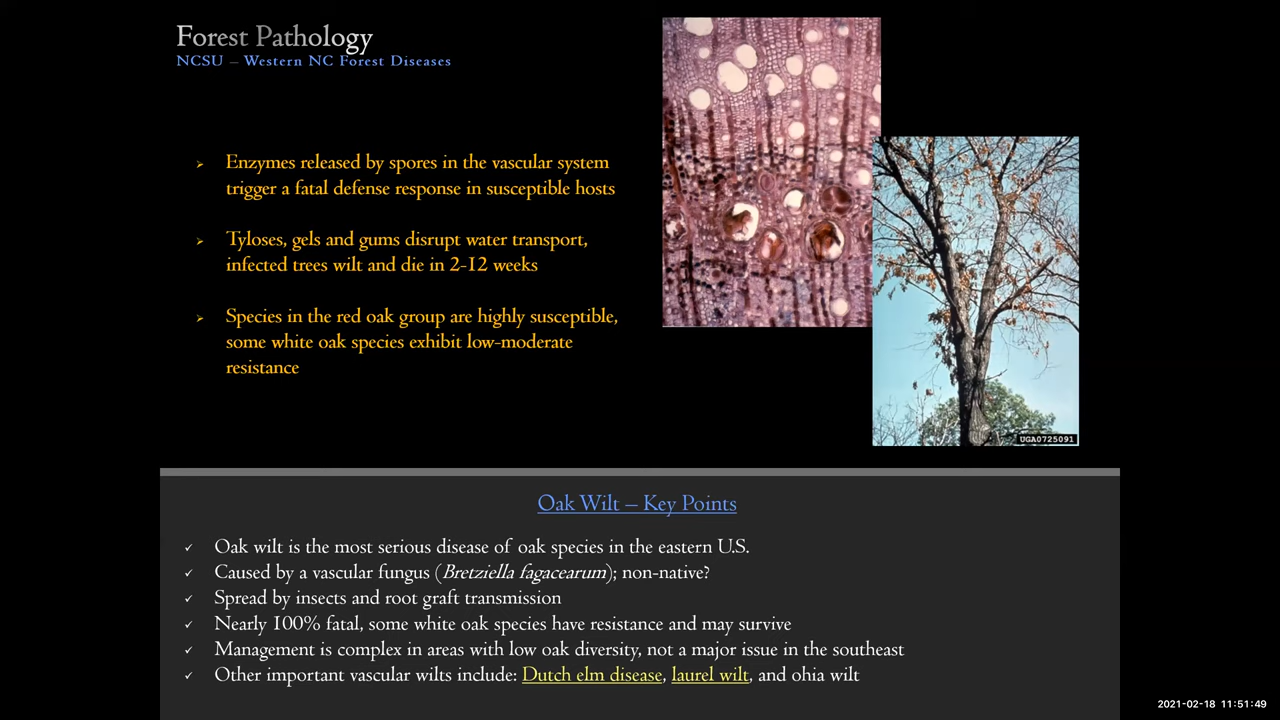 Forest Pathology
NCSU – Western NC Forest Diseases
Enzymes released by spores in the vascular system
trigger a fatal defense response in susceptible hosts
Tyloses, gels and gums disrupt water transport,
infected trees wilt and die in 2-12 weeks
Species in the red oak group are highly susceptible,
some white oak species exhibit low-moderate
resistance
UGA0725091
Oak Wilt – Key Points
Oak wilt is the most serious disease of oak species in the eastern U.S.
Caused by a vascular fungus (Bretziella fagacearum); non-native?
Spread by insects and root graft transmission
Nearly 100% fatal, some white oak species have resistance and may survive
Management is complex in areas with low oak diversity, not a major issue in the southeast
Other important vascular wilts include: Dutch elm disease, laurel wilt, and ohia wilt
2021-02-18 11:51:49